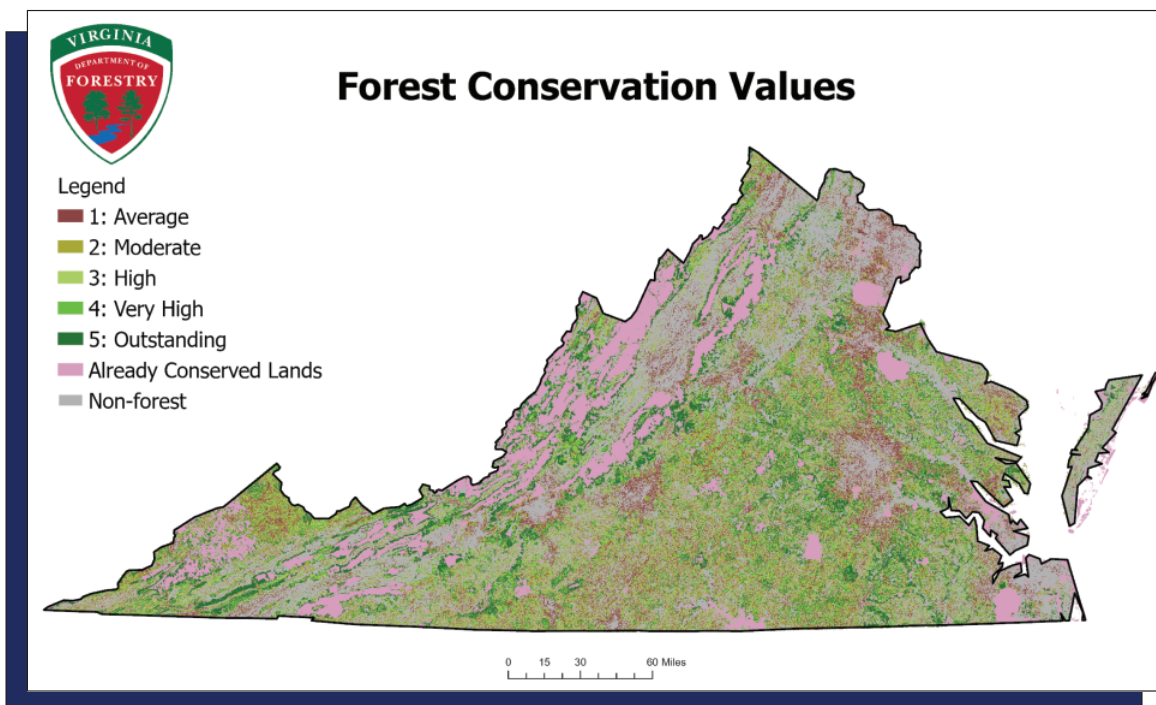 VIRGINIA
DEPARTMENT OF
FORESTRY
Forest Conservation Values
Legend
1: Average
2: Moderate
3: High
4: Very High
5: Outstanding
Already Conserved Lands
Non-forest
0 15 30 60 Miles